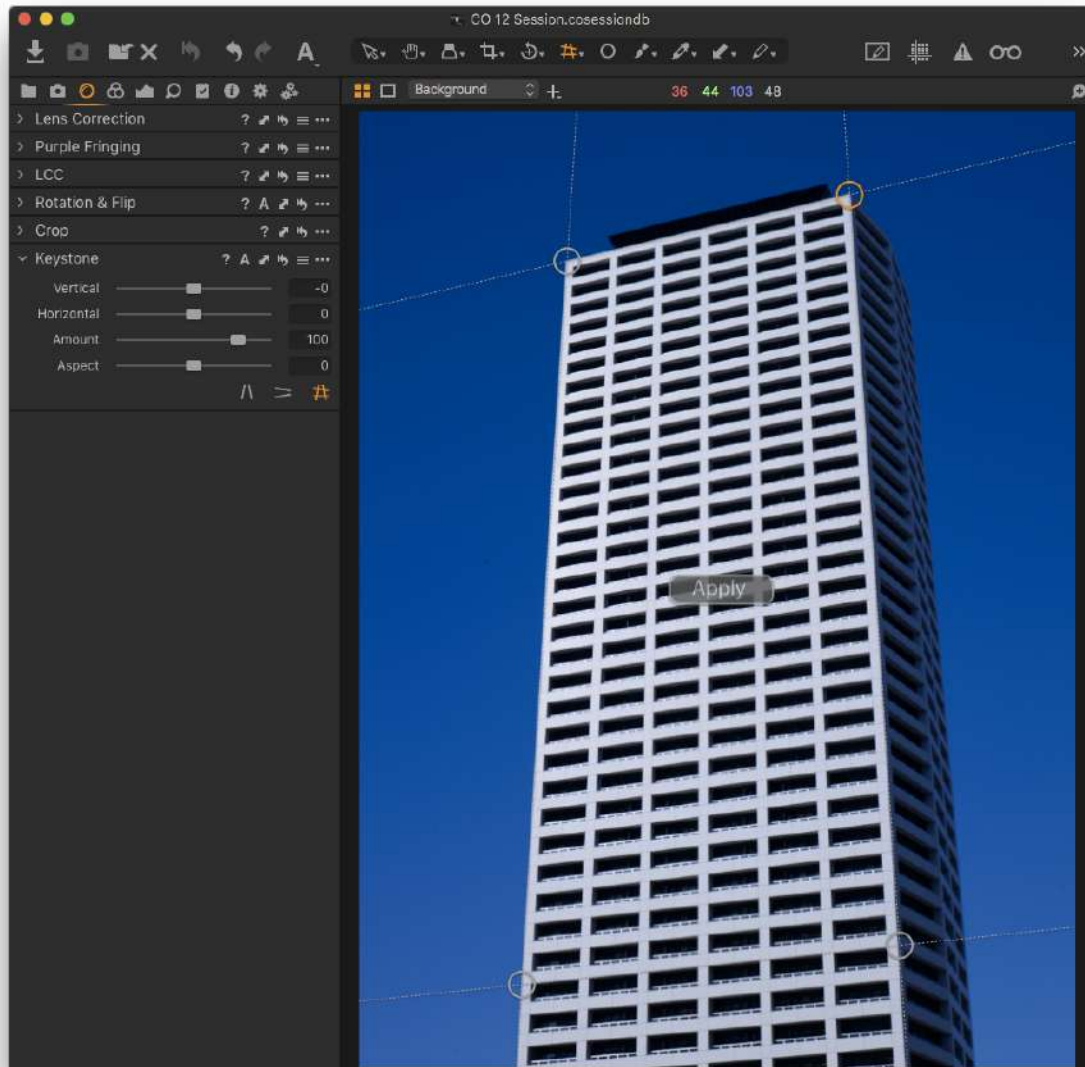 CO 12 Session.cosessiondb
A
Background
36 44 103 48
Lens Correction ?
Purple Fringing ?
LCC ?
Rotation & Flip ? A
Crop ?
Keystone ? A
Vertical -0
Horizontal 0
Amount 100
Aspect 0
Apply